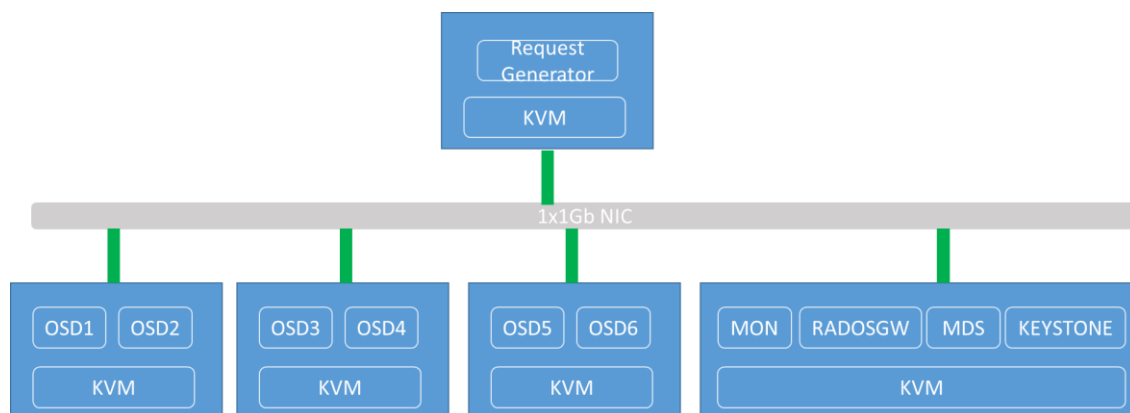 Request
Generator
KVM
1x1Gb NIC
OSD1 OSD2 OSD3 OSD4 OSD5 OSD6 MON RADOSGW MDS KEYSTONE
KVM KVM KVM KVM